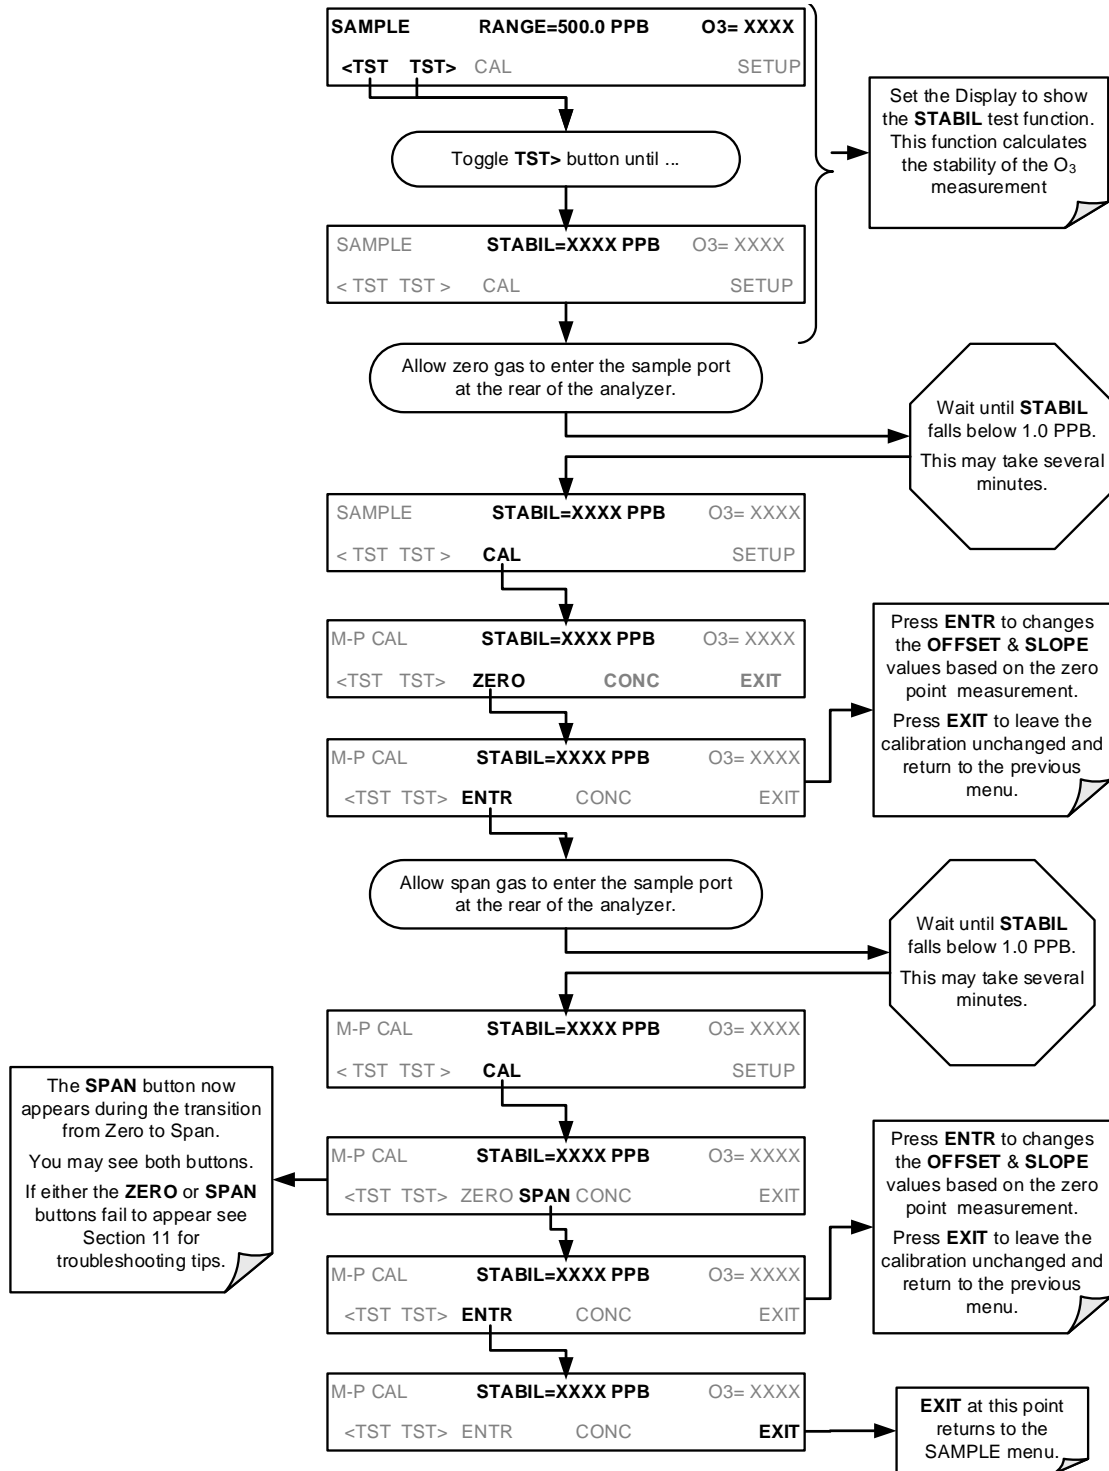 SAMPLE RANGE=500.0 PPB O3= XXXX
<TST TST> CAL SETUP
Set the Display to show
the STABIL test function.
This function calculates
the stability of the O3
measurement
Toggle TST> button until ...
SAMPLE STABIL=XXXX PPB O3= XXXX
< TST TST > CAL SETUP
Allow zero gas to enter the sample port
at the rear of the analyzer.
Wait until STABIL
falls below 1.0 PPB.
This may take several
minutes.
SAMPLE STABIL=XXXX PPB O3= XXXX
< TST TST > CAL SETUP
M-P CAL STABIL=XXXX PPB O3= XXXX
<TST TST> ZERO CONC EXIT
Press ENTR to changes
the OFFSET & SLOPE
values based on the zero
point measurement.
Press EXIT to leave the
calibration unchanged and
return to the previous
menu.
M-P CAL STABIL=XXXX PPB O3= XXXX
<TST TST> ENTR CONC EXIT
Allow span gas to enter the sample port
at the rear of the analyzer.
Wait until STABIL
falls below 1.0 PPB.
This may take several
minutes.
M-P CAL STABIL=XXXX PPB O3= XXXX
< TST TST > CAL SETUP
The SPAN button now
appears during the transition
from Zero to Span.
You may see both buttons.
If either the ZERO or SPAN
buttons fail to appear see
Section 11 for
troubleshooting tips.
M-P CAL STABIL=XXXX PPB O3= XXXX
<TST TST> ZERO SPAN CONC EXIT
Press ENTR to changes
the OFFSET & SLOPE
values based on the zero
point measurement.
Press EXIT to leave the
calibration unchanged and
return to the previous
menu.
M-P CAL STABIL=XXXX PPB O3= XXXX
<TST TST> ENTR CONC EXIT
M-P CAL STABIL=XXXX PPB O3= XXXX
<TST TST> ENTR CONC EXIT
EXIT at this point
returns to the
SAMPLE menu.